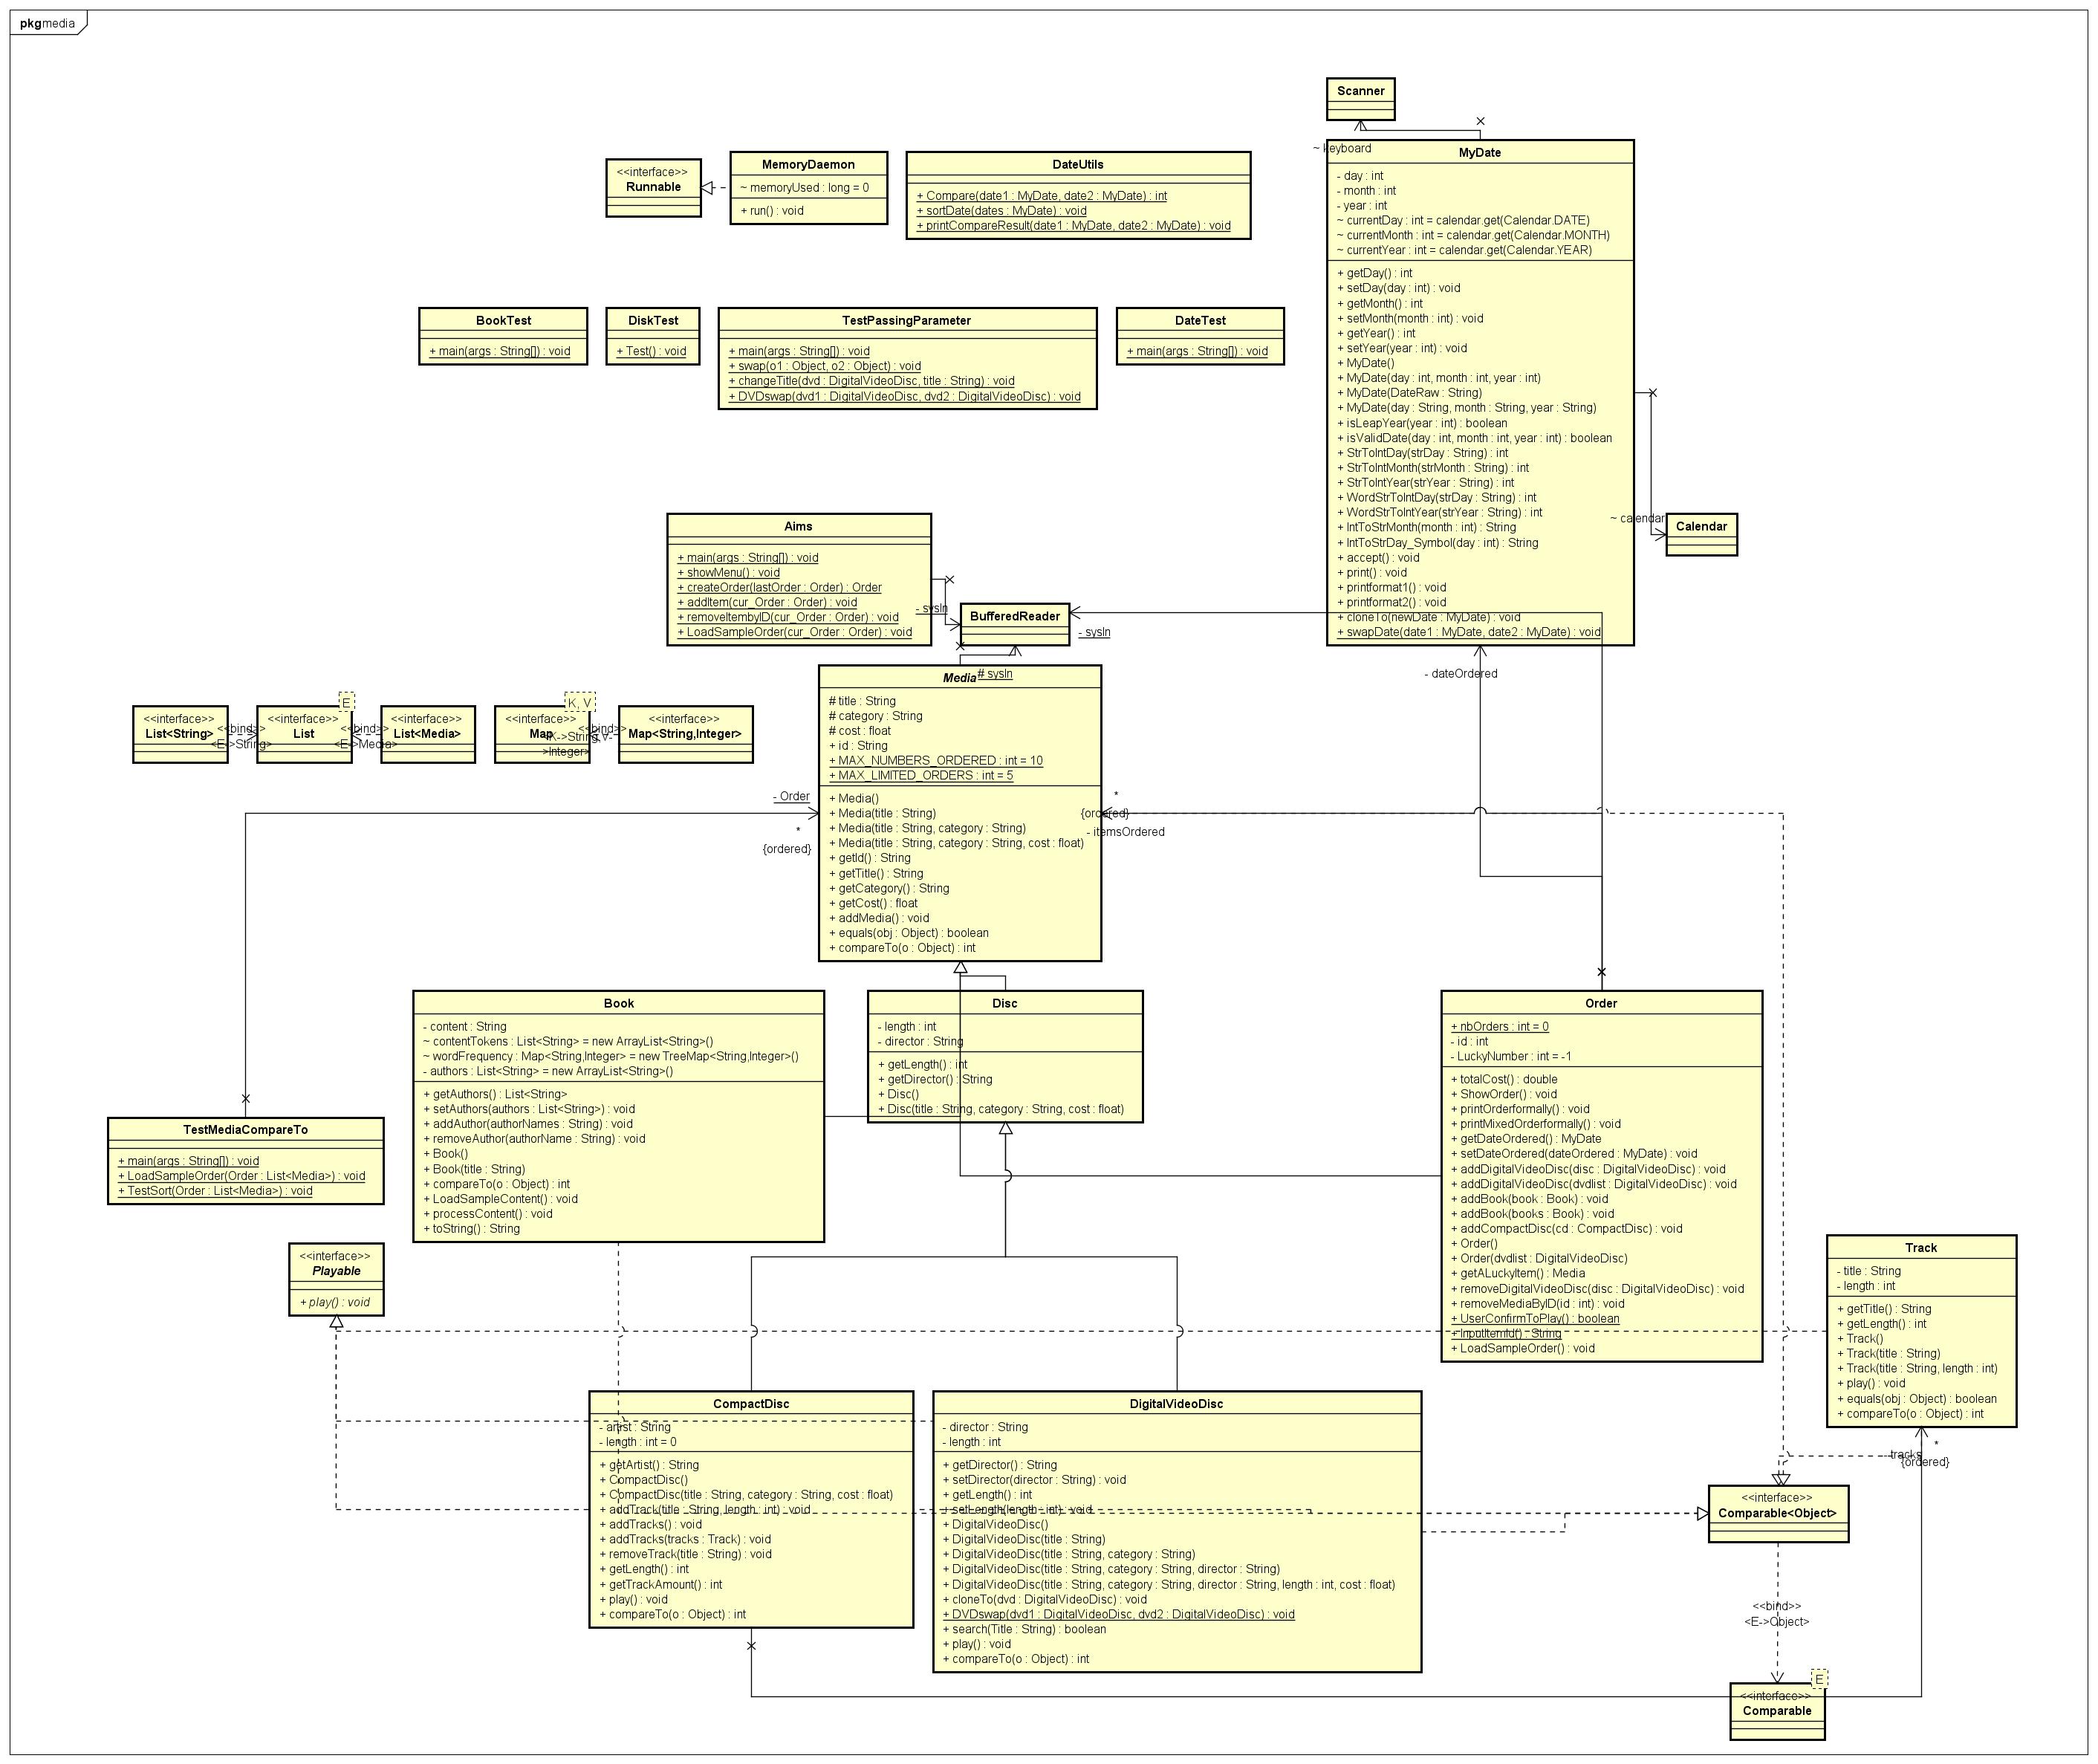 pkg media
Scanner
~ keyboard
<<interface>>
Runnable
MemoryDaemon
~ memoryUsed : long = 0
+ run() : void
DateUtils
+ Compare(date1 : MyDate, date2 : MyDate) : int
+ sortDate(dates : MyDate) : void
+ printCompareResult(date1 : MyDate, date2 : MyDate) : void
MyDate
- day : int
- month : int
- year : int
~ currentDay : int = calendar.get(Calendar.DATE)
~ currentMonth : int = calendar.get(Calendar.MONTH)
~ currentYear : int = calendar.get(Calendar.YEAR)
+ getDay() : int
+ setDay(day : int) : void
+ getMonth() : int
+ setMonth(month : int) : void
+ getYear() : int
+ setYear(year : int) : void
+ MyDate()
+ MyDate(day : int, month : int, year : int)
+ MyDate(DateRaw : String)
+ MyDate(day : String, month : String, year : String)
+ isLeapYear(year : int) : boolean
+ isValidDate(day : int, month : int, year : int) : boolean
+ StrToIntDay(strDay : String) : int
+ StrToIntMonth(strMonth : String) : int
+ StrToIntYear(strYear : String) : int
+ WordStrToIntDay(strDay : String) : int
+ WordStrToIntYear(strYear : String) : int
+ IntToStrMonth(month : int) : String
+ IntToStrDay_Symbol(day : int) : String
+ accept() : void
+ print() : void
+ printformat1() : void
+ printformat2() : void
+ cloneTo(newDate : MyDate) : void
+ swapDate(date1 : MyDate, date2 : MyDate) : void
BookTest
+ main(args : String[]) : void
DiskTest
+ Test() : void
TestPassingParameter
+ main(args : String[]) : void
+ swap(o1 : Object, o2 : Object) : void
+ changeTitle(dvd : DigitalVideoDisc, title : String) : void
+ DVDswap(dvd1 : DigitalVideoDisc, dvd2 : DigitalVideoDisc) : void
DateTest
+ main(args : String[]) : void
~ calendar
Calendar
Aims
+ main(args : String[]) : void
+ showMenu() : void
+ createOrder(lastOrder : Order) : Order
+ addItem(cur_Order : Order) : void
+ removeItembyID(cur_Order : Order) : void
+ LoadSampleOrder(cur_Order : Order) : void
- sysIn
BufferedReader
- sysIn
- dateOrdered
# sysIn
Media
# title : String
# category : String
# cost : float
+ id : String
+ MAX_NUMBERS_ORDERED : int = 10
+ MAX_LIMITED_ORDERS : int = 5
+ Media()
+ Media(title : String)
+ Media(title : String, category : String)
+ Media(title : String, category : String, cost : float)
+ getId() : String
+ getTitle() : String
+ getCategory() : String
+ getCost() : float
+ addMedia() : void
+ equals(obj : Object) : boolean
+ compareTo(o : Object) : int
<<interface>>
List<String>
<<bind>>
<E->String>
E
<<interface>>
List
<<bind>>
<E->Media>
<<interface>>
List<Media>
K, V
<<interface>>
Map
<<bind>>
<K->String,V-
>Integer>
<<interface>>
Map<String,Integer>
- Order
*
{ordered}
*
{ordered}
- itemsOrdered
Book
- content : String
~ contentTokens : List<String> = new ArrayList<String>()
~ wordFrequency : Map<String,Integer> = new TreeMap<String,Integer>()
- authors : List<String> = new ArrayList<String>()
+ getAuthors() : List<String>
+ setAuthors(authors : List<String>) : void
+ addAuthor(authorNames : String) : void
+ removeAuthor(authorName : String) : void
+ Book()
+ Book(title : String)
+ compareTo(o : Object) : int
+ LoadSampleContent() : void
+ processContent() : void
+ toString() : String
Disc
- length : int
- director : String
+ getLength() : int
+ getDirector() : String
+ Disc()
+ Disc(title : String, category : String, cost : float)
Order
+ nbOrders : int = 0
- id : int
- LuckyNumber : int = -1
+ totalCost() : double
+ ShowOrder() : void
+ printOrderformally() : void
+ printMixedOrderformally() : void
+ getDateOrdered() : MyDate
+ setDateOrdered(dateOrdered : MyDate) : void
+ addDigitalVideoDisc(disc : DigitalVideoDisc) : void
+ addDigitalVideoDisc(dvdlist : DigitalVideoDisc) : void
+ addBook(book : Book) : void
+ addBook(books : Book) : void
+ addCompactDisc(cd : CompactDisc) : void
+ Order()
+ Order(dvdlist : DigitalVideoDisc)
+ getALuckyItem() : Media
+ removeDigitalVideoDisc(disc : DigitalVideoDisc) : void
+ removeMediaByID(id : int) : void
+ UserConfirmToPlay() : boolean
+ InputItemId() : String
+ LoadSampleOrder() : void
TestMediaCompareTo
+ main(args : String[]) : void
+ LoadSampleOrder(Order : List<Media>) : void
+ TestSort(Order : List<Media>) : void
<<interface>>
Playable
+ play() : void
Track
- title : String
- length : int
+ getTitle() : String
+ getLength() : int
+ Track()
+ Track(title : String)
+ Track(title : String, length : int)
+ play() : void
+ equals(obj : Object) : boolean
+ compareTo(o : Object) : int
CompactDisc
- artist : String
- length : int = 0
+ getArtist() : String
+ CompactDisc()
+ CompactDisc(title : String, category : String, cost : float)
+ addTrack(title : String, length : int) : void
+ addTracks() : void
+ addTracks(tracks : Track) : void
+ removeTrack(title : String) : void
+ getLength() : int
+ getTrackAmount() : int
+ play() : void
+ compareTo(o : Object) : int
DigitalVideoDisc
- director : String
- length : int
+ getDirector() : String
+ setDirector(director : String) : void
+ getLength() : int
+ setLength(length : int) : void
+ DigitalVideoDisc()
+ DigitalVideoDisc(title : String)
+ DigitalVideoDisc(title : String, category : String)
+ DigitalVideoDisc(title : String, category : String, director : String)
+ DigitalVideoDisc(title : String, category : String, director : String, length : int, cost : float)
+ cloneTo(dvd : DigitalVideoDisc) : void
+ DVDswap(dvd1 : DigitalVideoDisc, dvd2 : DigitalVideoDisc) : void
+ search(Title : String) : boolean
+ play() : void
+ compareTo(o : Object) : int
- tracks
*
{ordered}
<<interface>>
Comparable<Object>
<<bind>>
<E->Object>
E
<<interface>>
Comparable